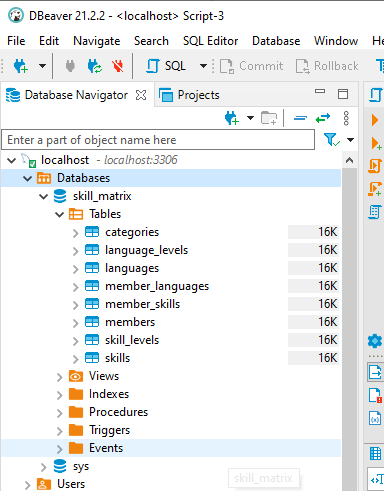 DBeaver 21.2.2 - <localhost> Script-3
File Edit Navigate Search SQL Editor Database Window
SQL Commit Rollback
Database Navigator Projects
Enter a part of object name here
localhost - localhost:3306
Databases
skill_matrix
Tables
categories 16K
language_levels 16K
languages 16K
member_languages 16K
member_skills 16K
members 16K
skill_levels 16K
skills 16K
Views
Indexes
Procedures
Triggers
Events
sys
skill_matrix
Users